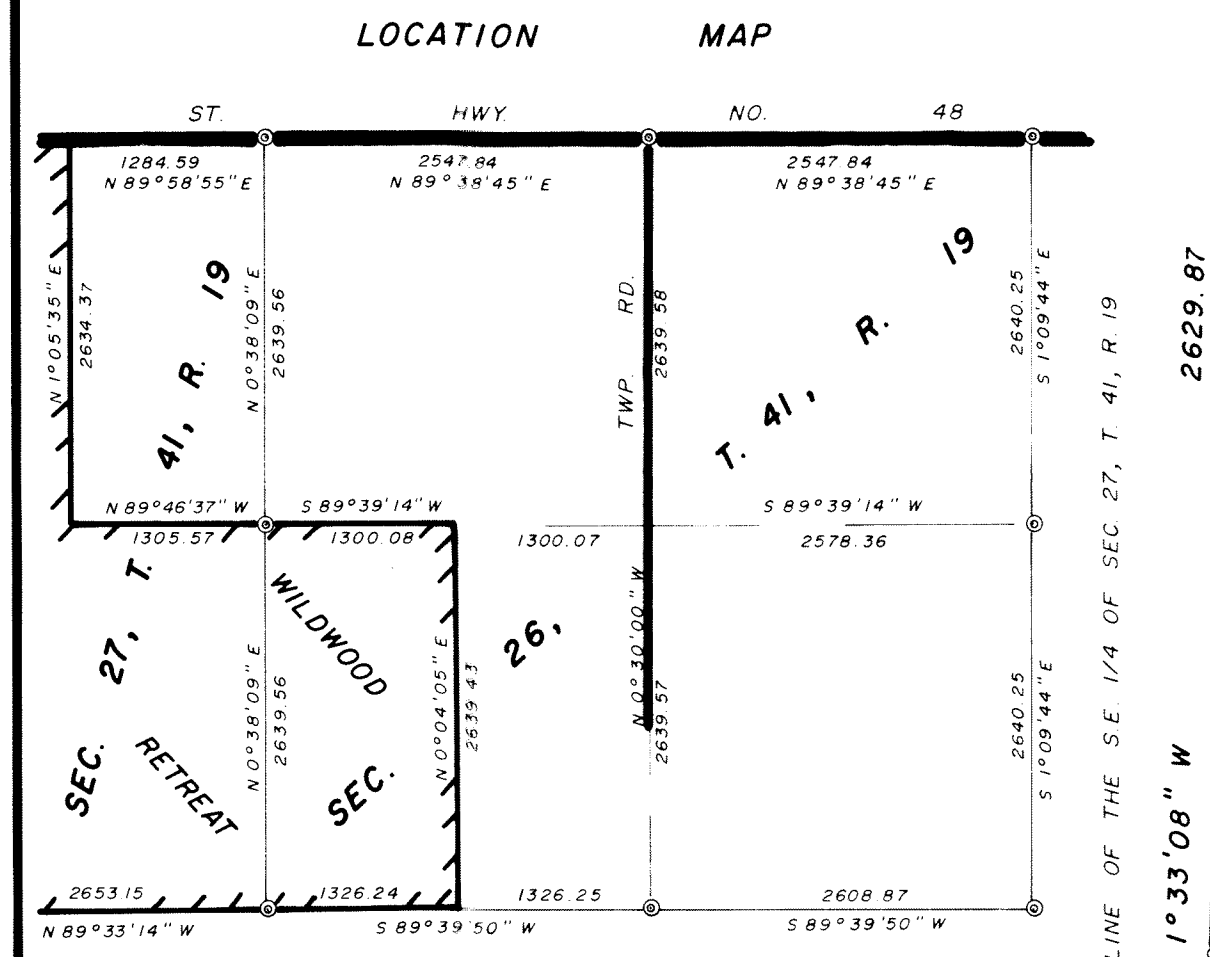 LOCATION MAP
ST. HWY. NO. 48
1284.59
N 89°58'55" E
2547.84
N 89°38'45" E
2547.84
N 89°38'45" E
N 1°05'35" E
2634.37
41, R. 19
N 0°38'09" E
2639.56
TWP. RD.
2639.58
T. 41, R. 19
2640.25
S 1°09'44" E
N 89°46'37" W
1305.57
S 89°39'14" W
1300.08
1300.07
S 89°39'14" W
2578.36
SEC. 27, T.
WILDWOOD
RETREAT
N 0°38'09" E
2639.56
SEC.
26,
N 0°04'05" E
2639.43
N 0°30'00" W
2639.57
2640.25
S 1°09'44" E
2653.15
N 89°33'14" W
1326.24
1326.25
S 89°39'50" W
2608.87
S 89°39'50" W
LINE OF THE S.E. 1/4 OF SEC. 27, T. 41, R. 19
1°33'08" W
2629.87